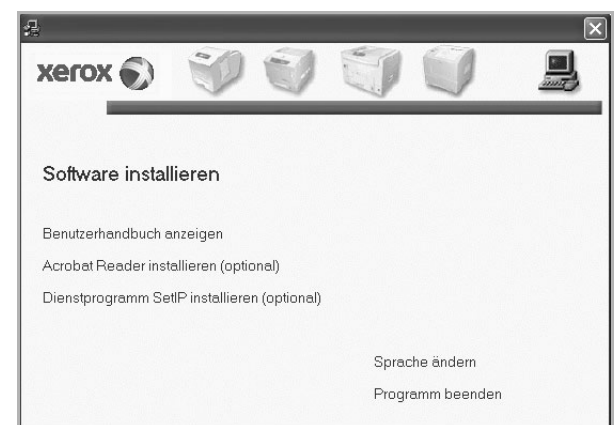 xerox
Software installieren
Benutzerhandbuch anzeigen
Acrobat Reader installieren (optional)
Dienstprogramm SetIP installieren (optional)
Sprache ändern
Programm beenden